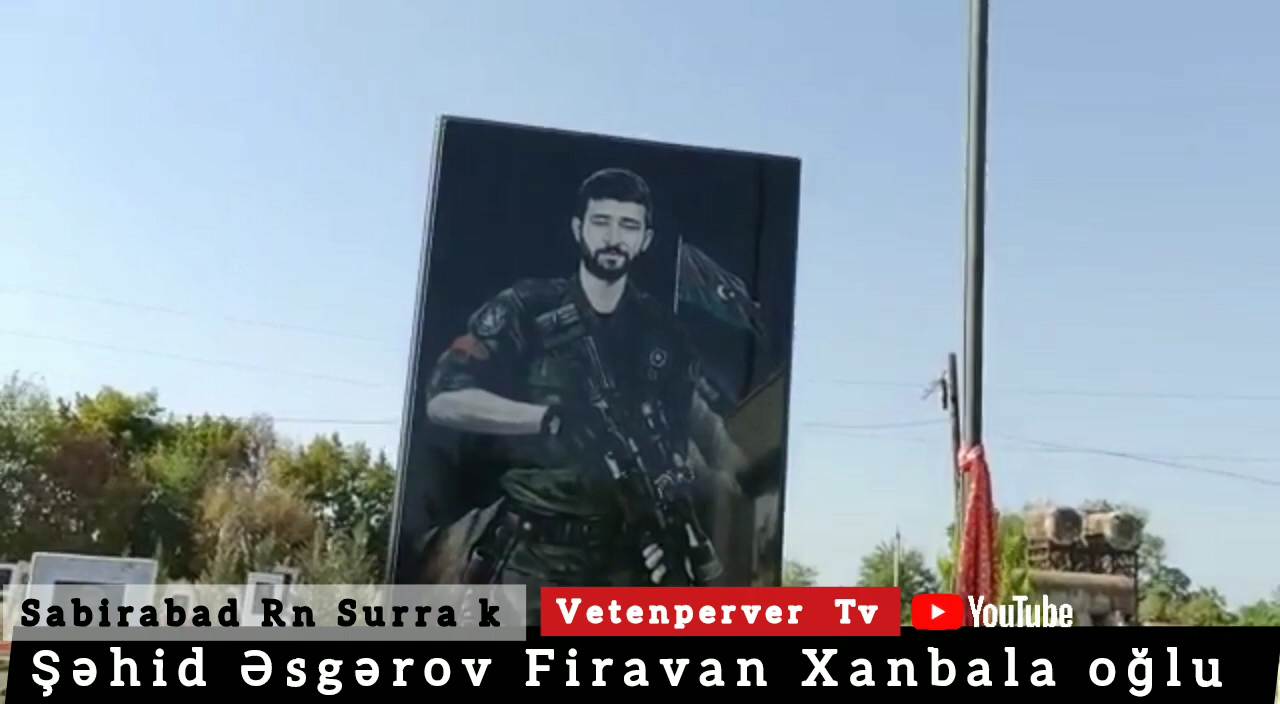 Sabirabad Rn Surra k
Vetenperver Tv
YouTube
Şəhid Əsgərov Firavan Xanbala oğlu